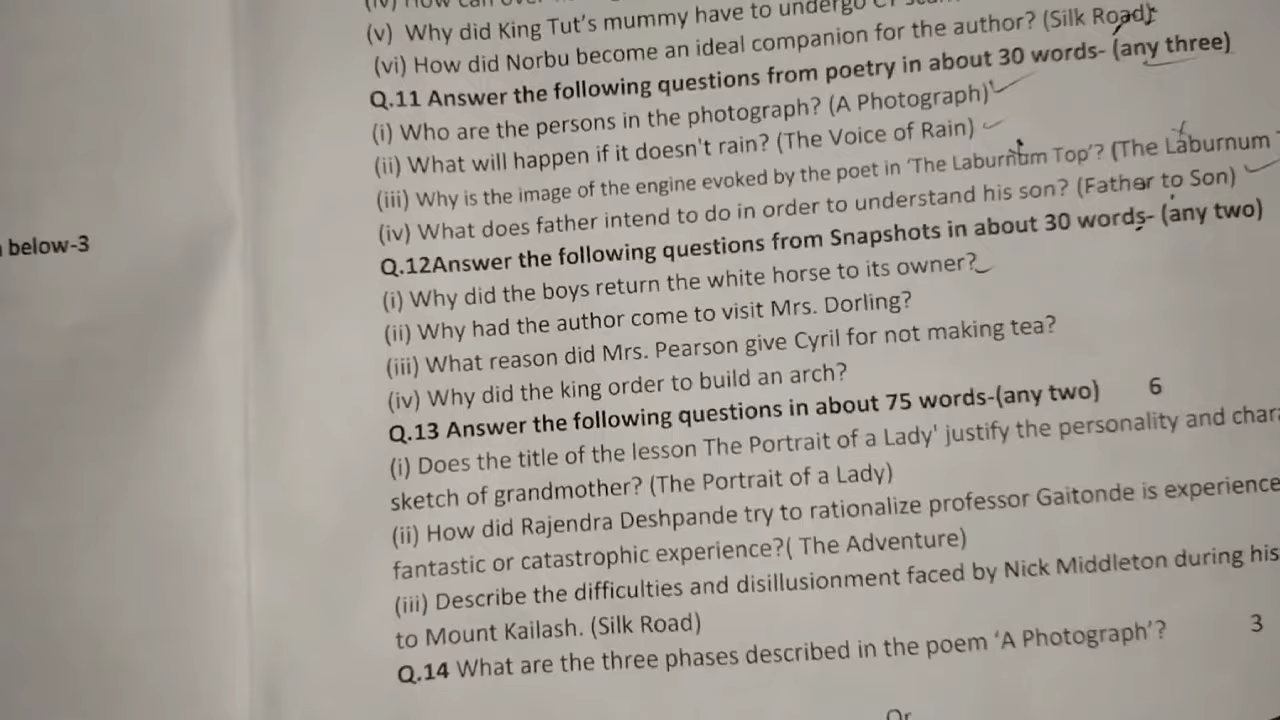 (v) Why did King Tut's mummy have to undergo CT
(vi) How did Norbu become an ideal companion for the author? (Silk Road)
Q.11 Answer the following questions from poetry in about 30 words- (any three)
(i) Who are the persons in the photograph? (A Photograph)
(ii) What will happen if it doesn't rain? (The Voice of Rain)
(iii) Why is the image of the engine evoked by the poet in 'The Laburnum Top'? (The Laburnum
(iv) What does father intend to do in order to understand his son? (Father to Son)
below-3
Q.12Answer the following questions from Snapshots in about 30 words- (any two)
(i) Why did the boys return the white horse to its owner?
(ii) Why had the author come to visit Mrs. Dorling?
(iii) What reason did Mrs. Pearson give Cyril for not making tea?
(iv) Why did the king order to build an arch?
Q.13 Answer the following questions in about 75 words-(any two) 6
(i) Does the title of the lesson The Portrait of a Lady' justify the personality and
sketch of grandmother? (The Portrait of a Lady)
(ii) How did Rajendra Deshpande try to rationalize professor Gaitonde is experience
fantastic or catastrophic experience?( The Adventure)
(iii) Describe the difficulties and disillusionment faced by Nick Middleton during his
to Mount Kailash. (Silk Road)
Q.14 What are the three phases described in the poem 'A Photograph'? 3
Or